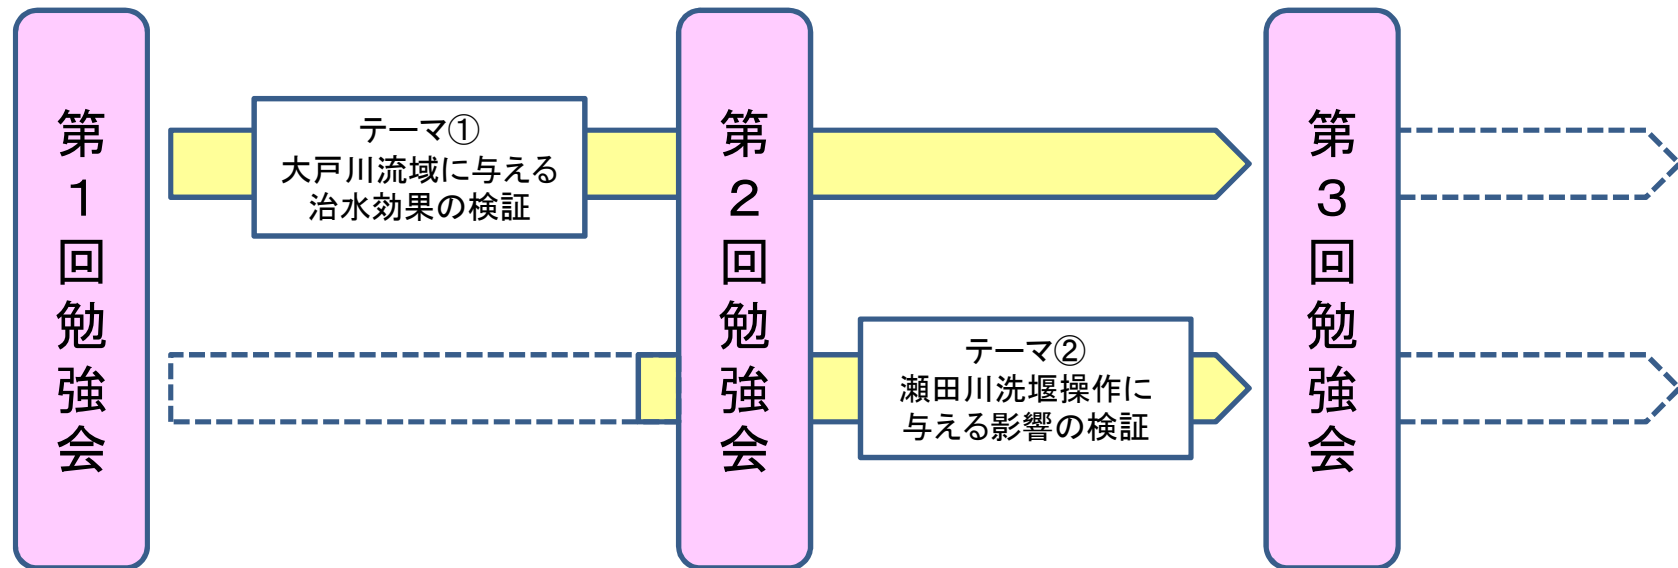 第1回勉強会
テーマ①
大戸川流域に与える
治水効果の検証
第2回勉強会
テーマ②
瀬田川洗堰操作に
与える影響の検証
第3回勉強会